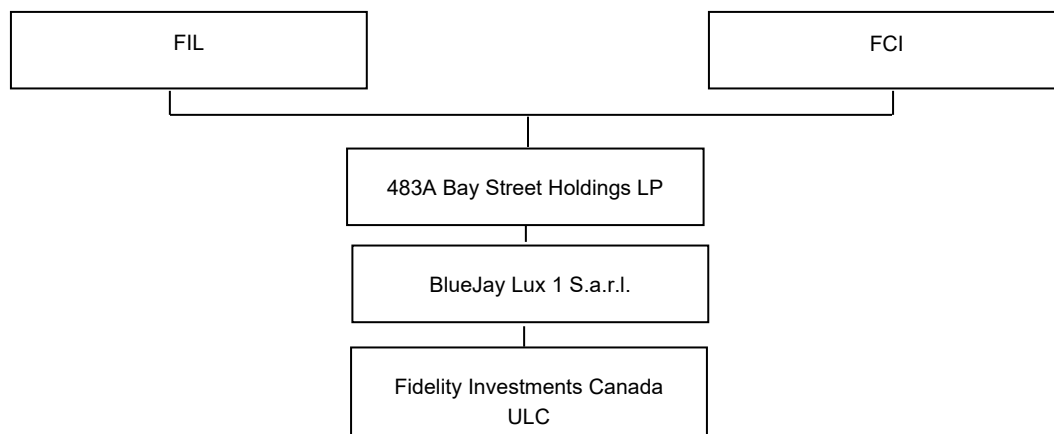 FIL
FCI
483A Bay Street Holdings LP
BlueJay Lux 1 S.a.r.l.
Fidelity Investments Canada
ULC